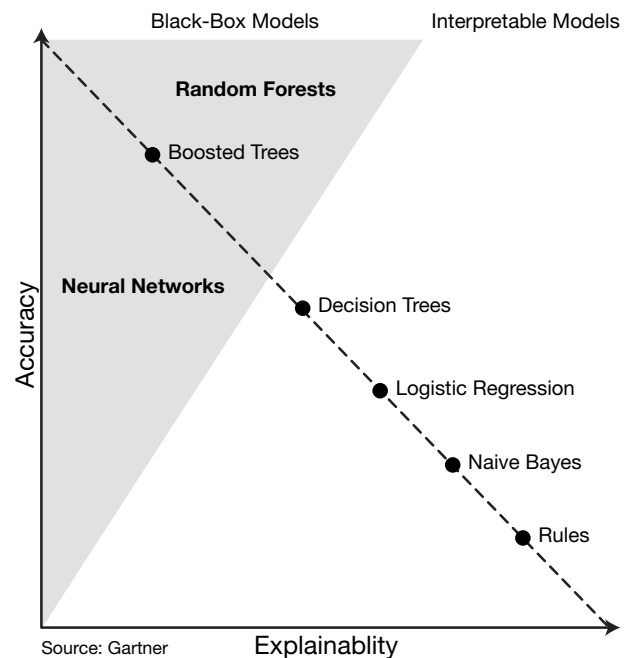 Black-Box Models
Interpretable Models
Random Forests
Boosted Trees
Neural Networks
Decision Trees
Accuracy
Logistic Regression
Naive Bayes
Rules
Source: Gartner
Explainablity